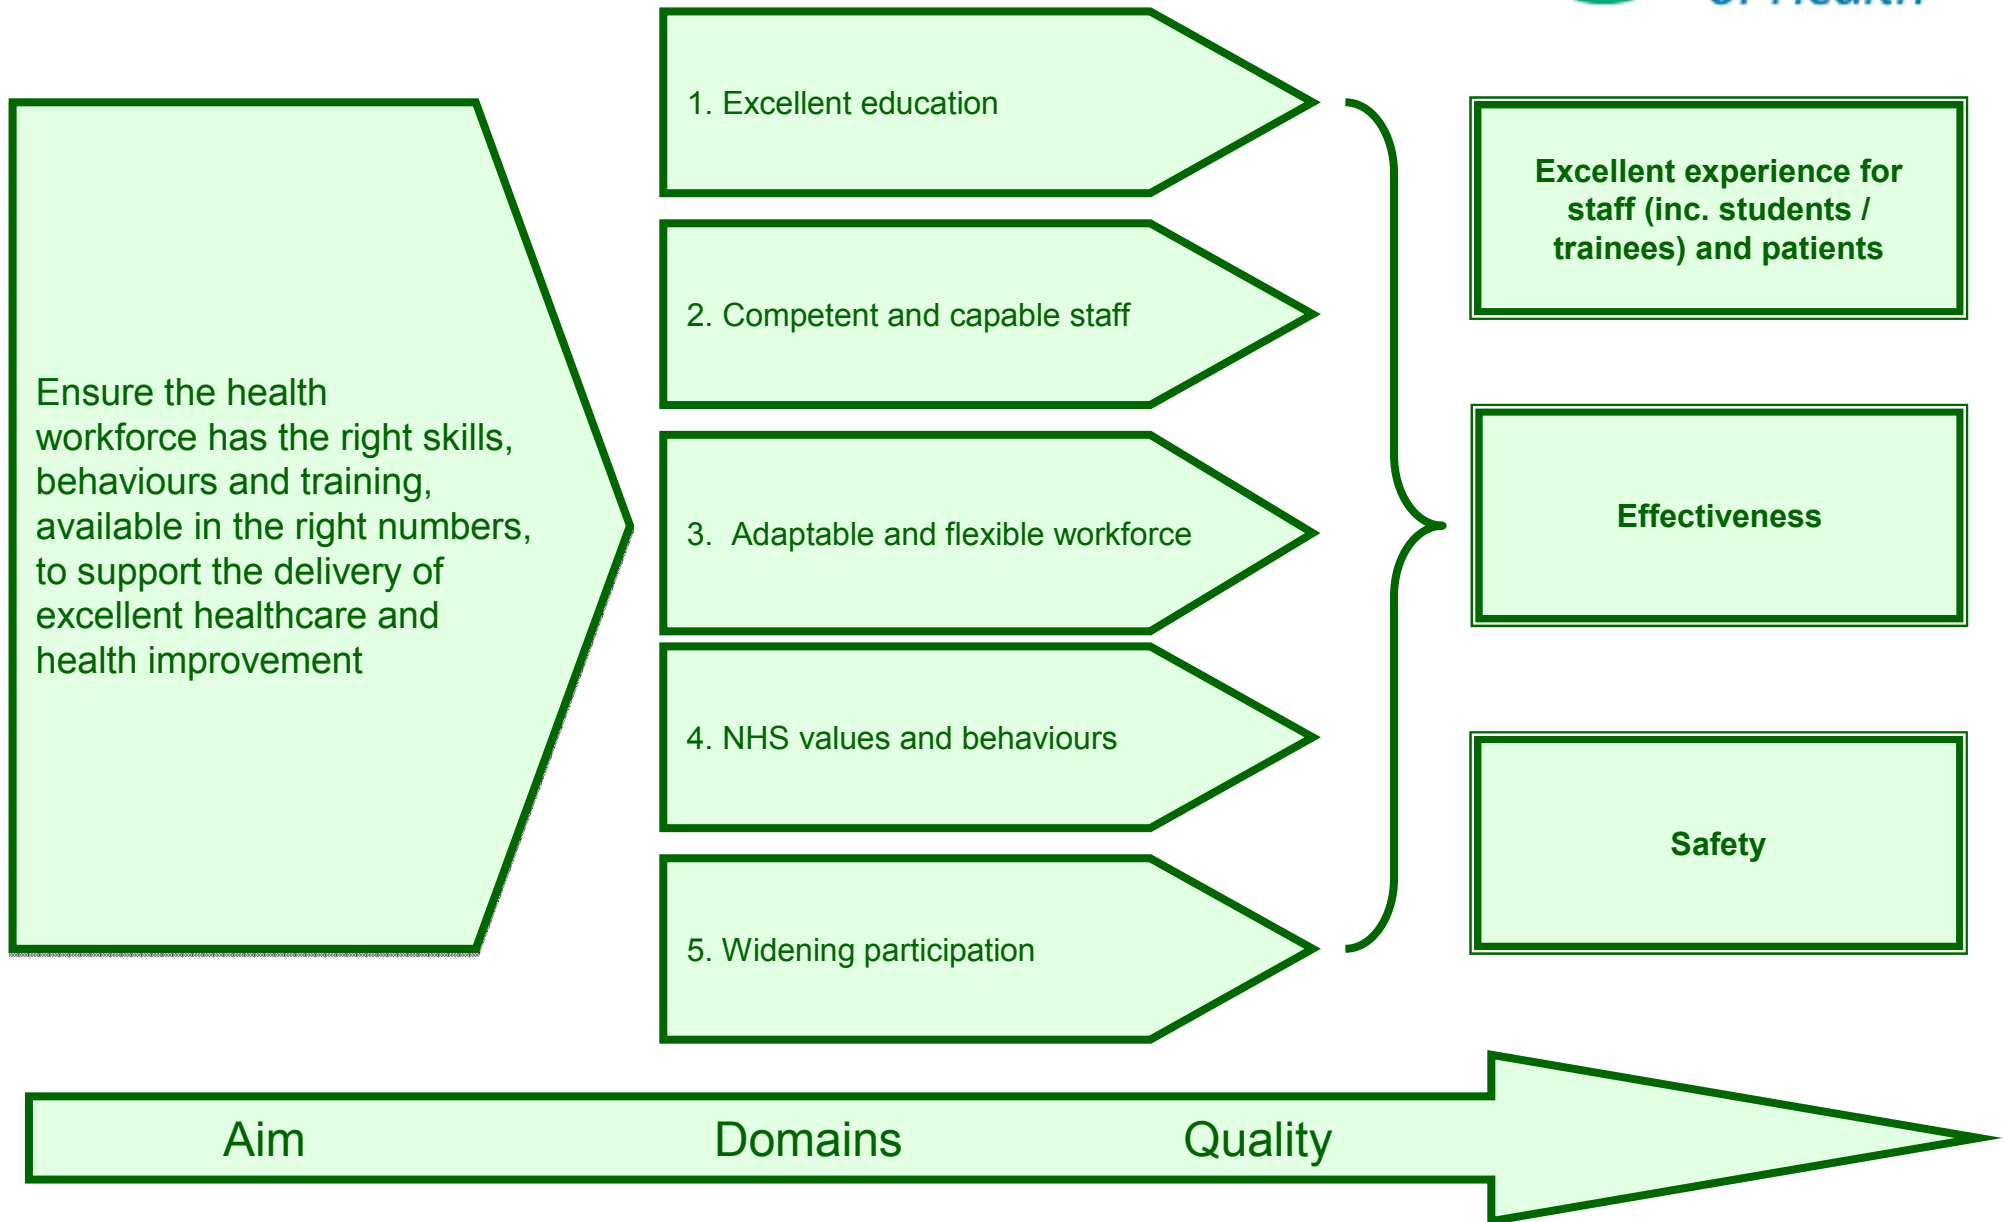 of Health
1. Excellent education
Excellent experience for
staff (inc. students /
trainees) and patients
2. Competent and capable staff
Ensure the health
workforce has the right skills,
behaviours and training,
available in the right numbers,
to support the delivery of
excellent healthcare and
health improvement
3. Adaptable and flexible workforce
Effectiveness
4. NHS values and behaviours
Safety
5. Widening participation
Aim Domains Quality